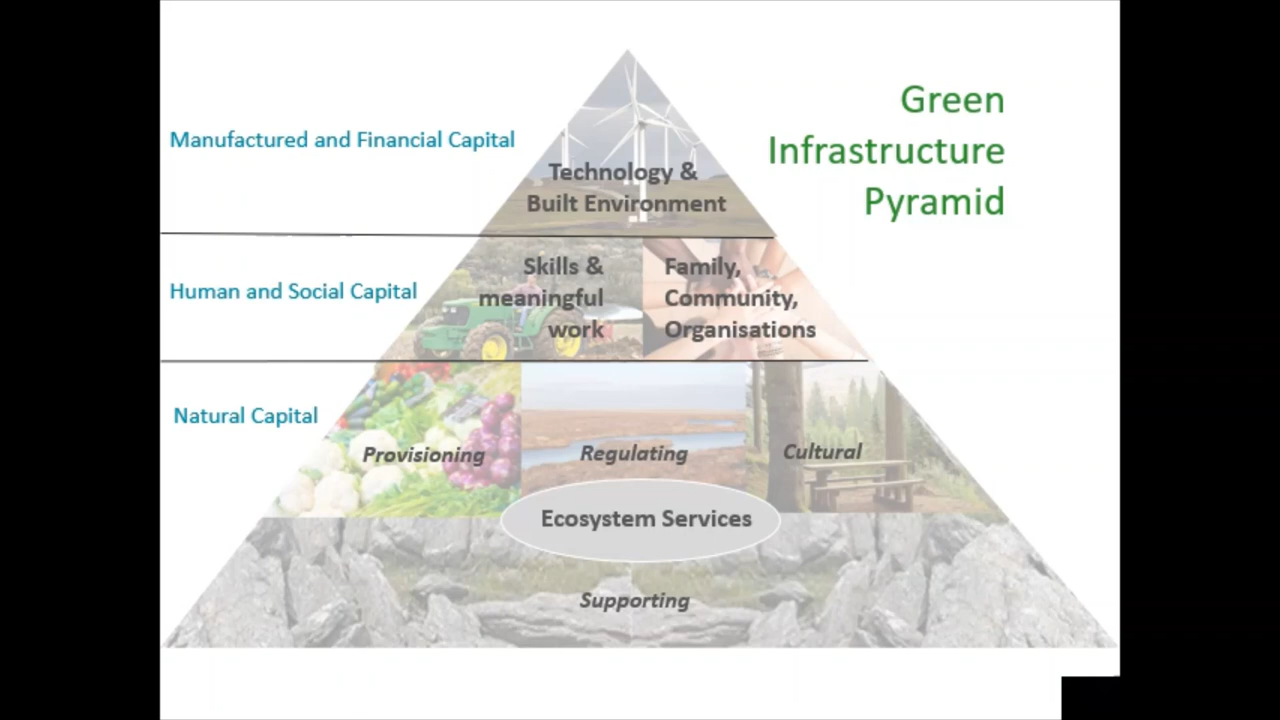 Green
Infrastructure
Pyramid
Manufactured and Financial Capital
Technology &
Built Environment
Human and Social Capital
Skills &
meaningful
work
Family,
Community,
Organisations
Natural Capital
Provisioning
Regulating
Cultural
Ecosystem Services
Supporting